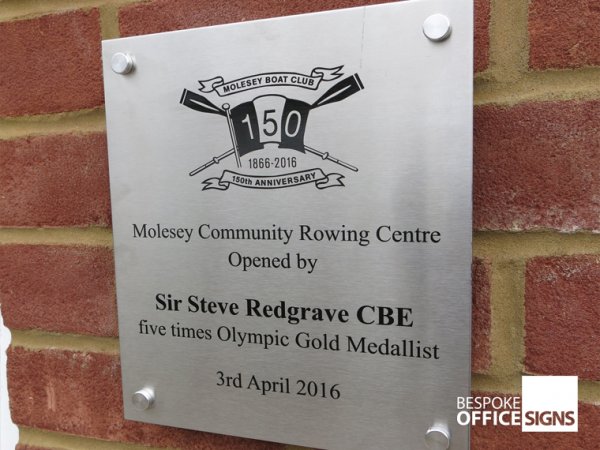 MOLESEY BOAT CLUB
150
1866-2016
150th ANNIVERSARY
Molesey Community Rowing Centre
Opened by
Sir Steve Redgrave CBE
five times Olympic Gold Medallist
3rd April 2016
BESPOKE
OFFICE SIGNS